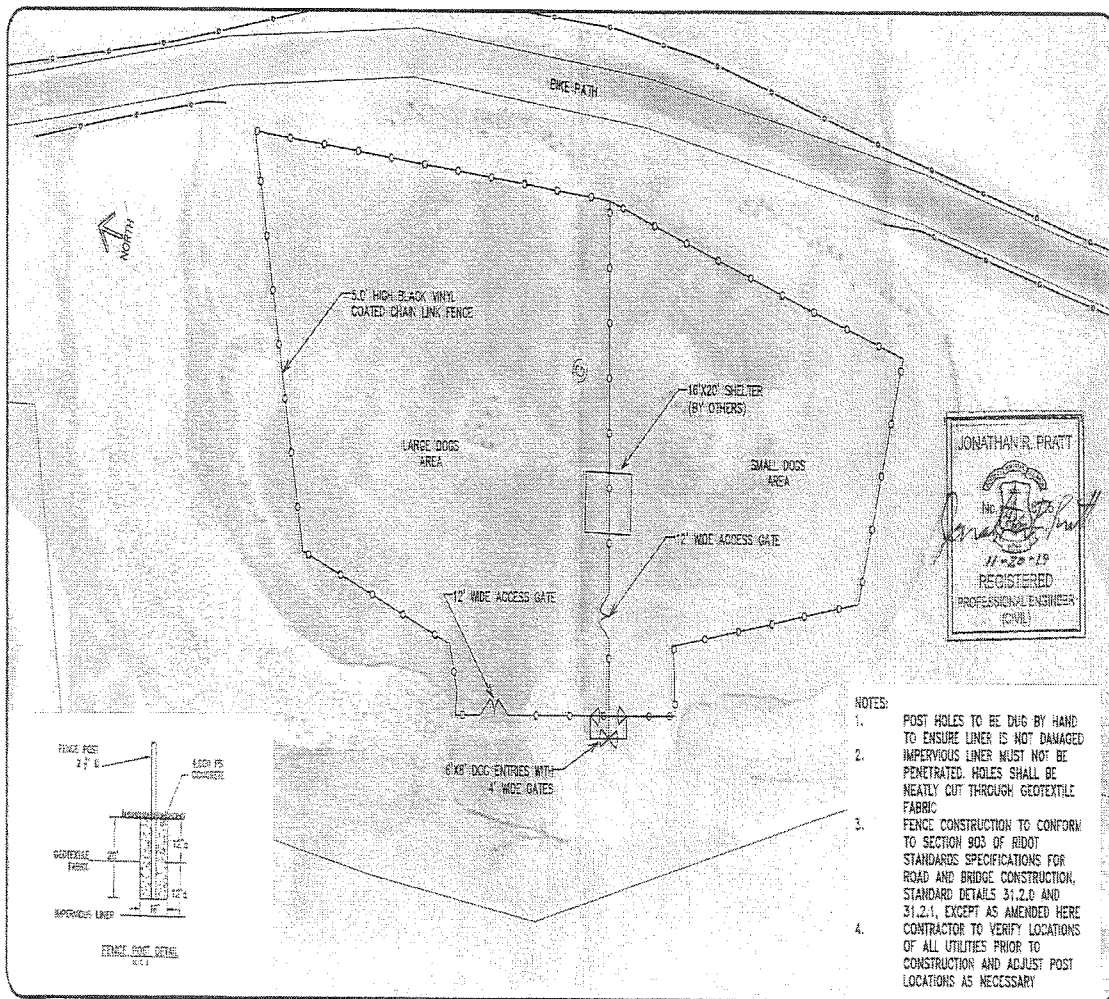 BIKE PATH
NORTH
5.0' HIGH BLACK VINYL
COATED CHAIN LINK FENCE
16'X20' SHELTER
(BY OTHERS)
LARGE DOGS
AREA
SMALL DOGS
AREA
12' WIDE ACCESS GATE
12' WIDE ACCESS GATE
DOG ENTRIES WITH
4' WIDE GATES
JONATHAN R. PRATT
No.
11-20-19
REGISTERED
PROFESSIONAL ENGINEER
(CIVIL)
NOTES:
1. POST HOLES TO BE DUG BY HAND
TO ENSURE LINER IS NOT DAMAGED
2. IMPERVIOUS LINER MUST NOT BE
PENETRATED. HOLES SHALL BE
NEATLY CUT THROUGH GEOTEXTILE
FABRIC
3. FENCE CONSTRUCTION TO CONFORM
TO SECTION 903 OF RIDOT
STANDARDS SPECIFICATIONS FOR
ROAD AND BRIDGE CONSTRUCTION,
STANDARD DETAILS 31.2.0 AND
31.2.1, EXCEPT AS AMENDED HERE
4. CONTRACTOR TO VERIFY LOCATIONS
OF ALL UTILITIES PRIOR TO
CONSTRUCTION AND ADJUST POST
LOCATIONS AS NECESSARY
FENCE POST
CONCRETE
GEOTEXTILE
FABRIC
IMPERVIOUS LINER
FENCE POST DETAIL